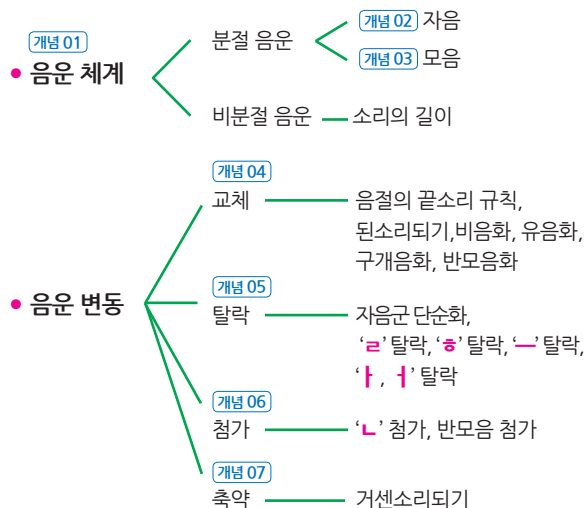 개념 01
• 음운 체계
분절 음운
개념 02 자음
개념 03 모음
비분절 음운 — 소리의 길이
• 음운 변동
개념 04
교체 — 음절의 끝소리 규칙,
된소리되기,비음화, 유음화,
구개음화, 반모음화
개념 05
탈락 — 자음군 단순화,
‘ㄹ’ 탈락,‘ㅎ’ 탈락, ‘ㅡ’ 탈락,
‘ㅏ, ㅓ’ 탈락
개념 06
첨가 — ‘ㄴ’ 첨가, 반모음 첨가
개념 07
축약 — 거센소리되기